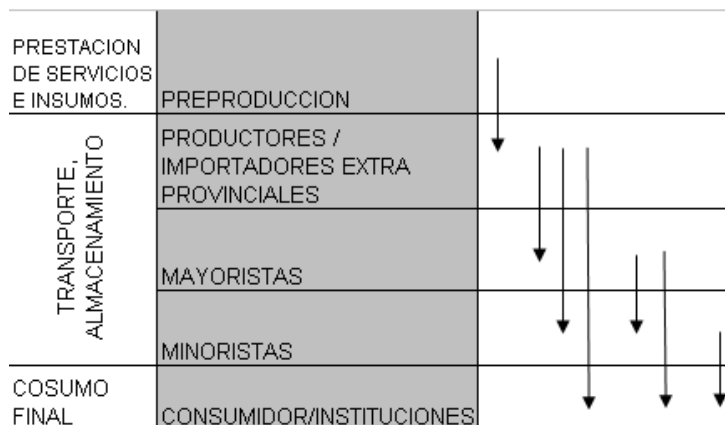 PRESTACION
DE SERVICIOS
E INSUMOS.
PREPRODUCCION
TRANSPORTE,
ALMACENAMIENTO
PRODUCTORES /
IMPORTADORES EXTRA
PROVINCIALES
MAYORISTAS
MINORISTAS
COSUMO
FINAL
CONSUMIDOR/INSTITUCIONES